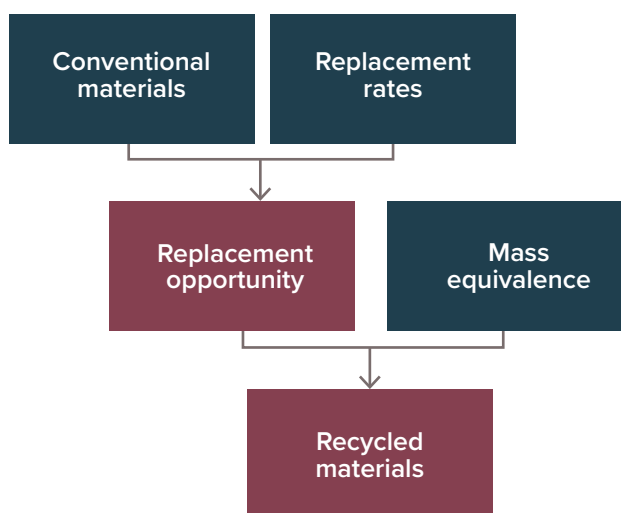 Conventional
materials
Replacement
rates
Replacement
opportunity
Mass
equivalence
Recycled
materials